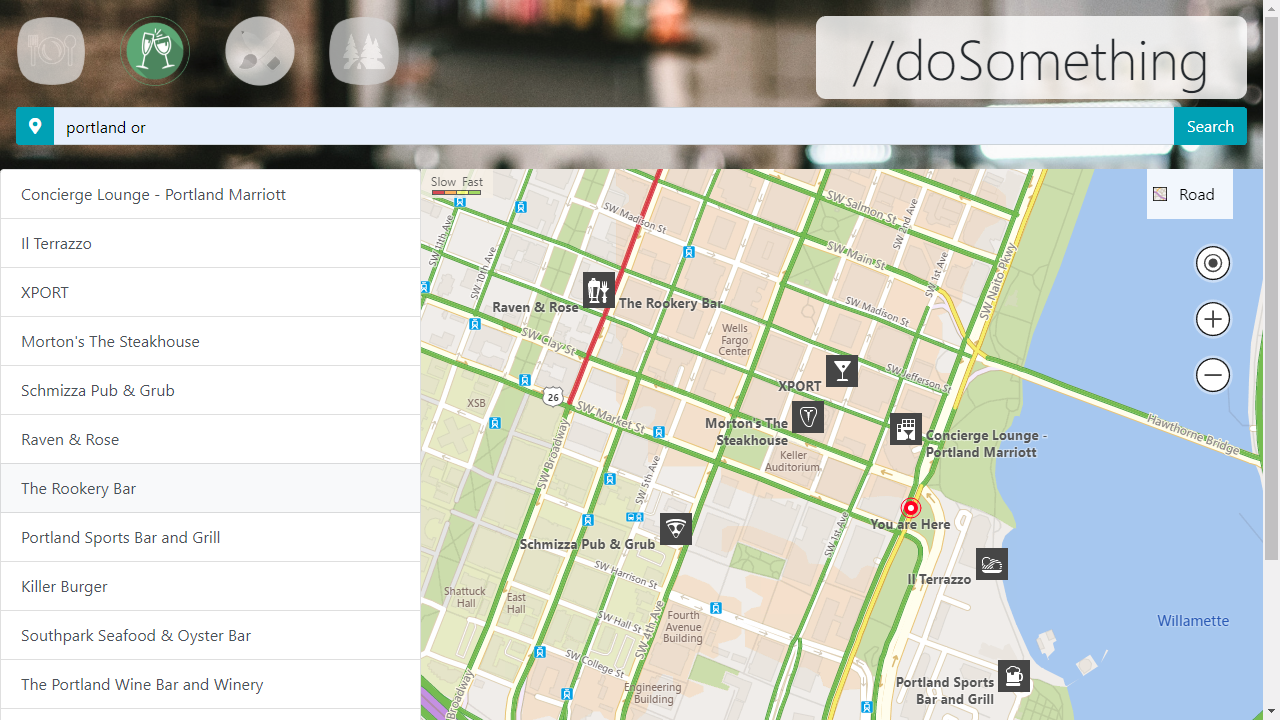 //doSomething
portland or
Search
Concierge Lounge - Portland Marriott
Il Terrazzo
XPORT
Morton's The Steakhouse
Schmizza Pub & Grub
Raven & Rose
The Rookery Bar
Portland Sports Bar and Grill
Killer Burger
Southpark Seafood & Oyster Bar
The Portland Wine Bar and Winery
Slow Fast
Road
SW Salmon St
SW 2nd Ave
SW Madison St
SW 11th Ave
SW Main St
SW 10th Ave
SW 1st Ave
SW Naito Pkwy
Raven & Rose
The Rookery Bar
SW Madison St
Wells
Fargo
Center
SW Clay St
XPORT
SW Jefferson St
26
XSB
SW Market St
Morton's The
Steakhouse
Concierge Lounge -
Portland Marriott
Hawthorne Bridge
SW Broadway
Keller
Auditorium
SW 5th Ave
You are Here
SW 1st Ave
Schmizza Pub & Grub
Il Terrazzo
SW Harrison St
Shattuck
Hall
East
Hall
SW Hall St
SW 4th Ave
Fourth
Avenue
Building
Willamette
SW College St
Engineering
Building
Broadway
Portland Sports
Bar and Grill